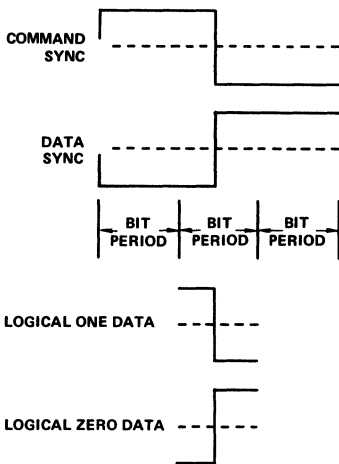 COMMAND
SYNC
DATA
SYNC
BIT
PERIOD
BIT
PERIOD
BIT
PERIOD
LOGICAL ONE DATA
LOGICAL ZERO DATA